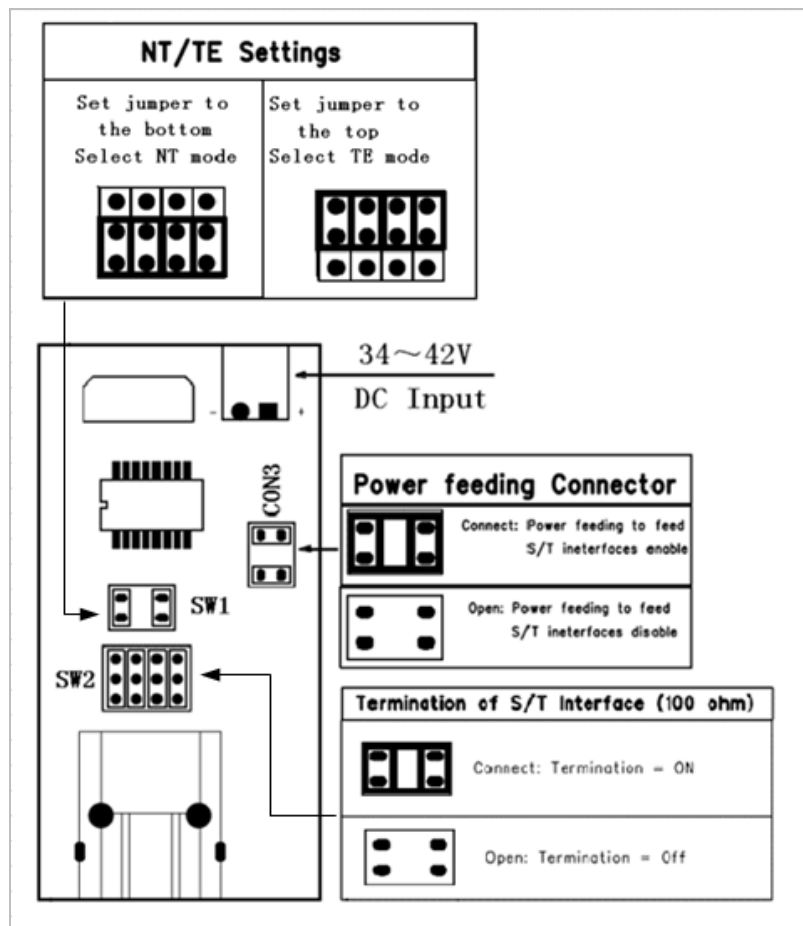 NT/TE Settings
Set jumper to
the bottom
Select NT mode
Set jumper to
the top
Select TE mode
34～42V
DC Input
- +
CON3
Power feeding Connector
Connect: Power feeding to feed
S/T ineterfaces enable
Open: Power feeding to feed
S/T ineterfaces disable
SW1
SW2
Termination of S/T Interface (100 ohm)
Connect: Termination = ON
Open: Termination = Off